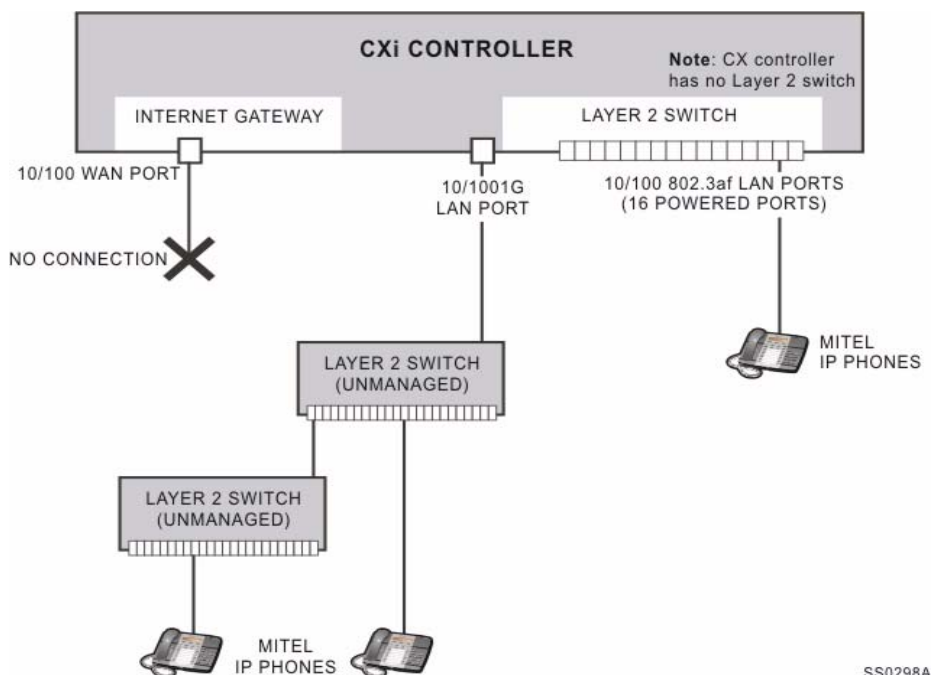 CXi CONTROLLER
Note: CX controller
has no Layer 2 switch
INTERNET GATEWAY
LAYER 2 SWITCH
10/100 WAN PORT
10/1001G
LAN PORT
10/100 802.3af LAN PORTS
(16 POWERED PORTS)
NO CONNECTION
MITEL
IP PHONES
LAYER 2 SWITCH
(UNMANAGED)
LAYER 2 SWITCH
(UNMANAGED)
MITEL
IP PHONES
SS0298A